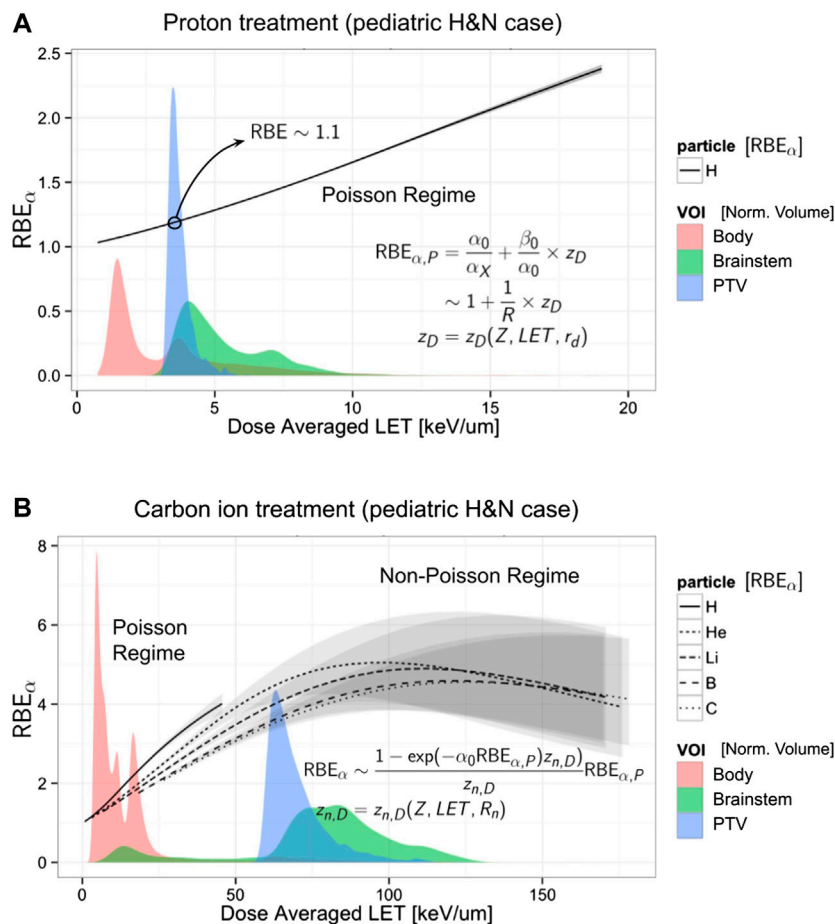 A
Proton treatment (pediatric H&N case)
2.5
2.0
1.5
1.0
0.5
0.0
RBEα
RBE ∼ 1.1
Poisson Regime
RBEα,P = α0/αX + β0/α0 × zD
∼ 1 + 1/R × zD
zD = zD(Z, LET, rd)
0
5
10
15
20
Dose Averaged LET [keV/um]
particle [RBEα]
H
VOI [Norm. Volume]
Body
Brainstem
PTV
B
Carbon ion treatment (pediatric H&N case)
8
6
4
2
0
RBEα
Poisson
Regime
Non-Poisson Regime
RBEα ∼ 1 − exp(−α0RBEα,P)zn,D)/zn,D RBEα,P
zn,D = zn,D(Z, LET, Rn)
0
50
100
150
Dose Averaged LET [keV/um]
particle [RBEα]
H
He
Li
B
C
VOI [Norm. Volume]
Body
Brainstem
PTV